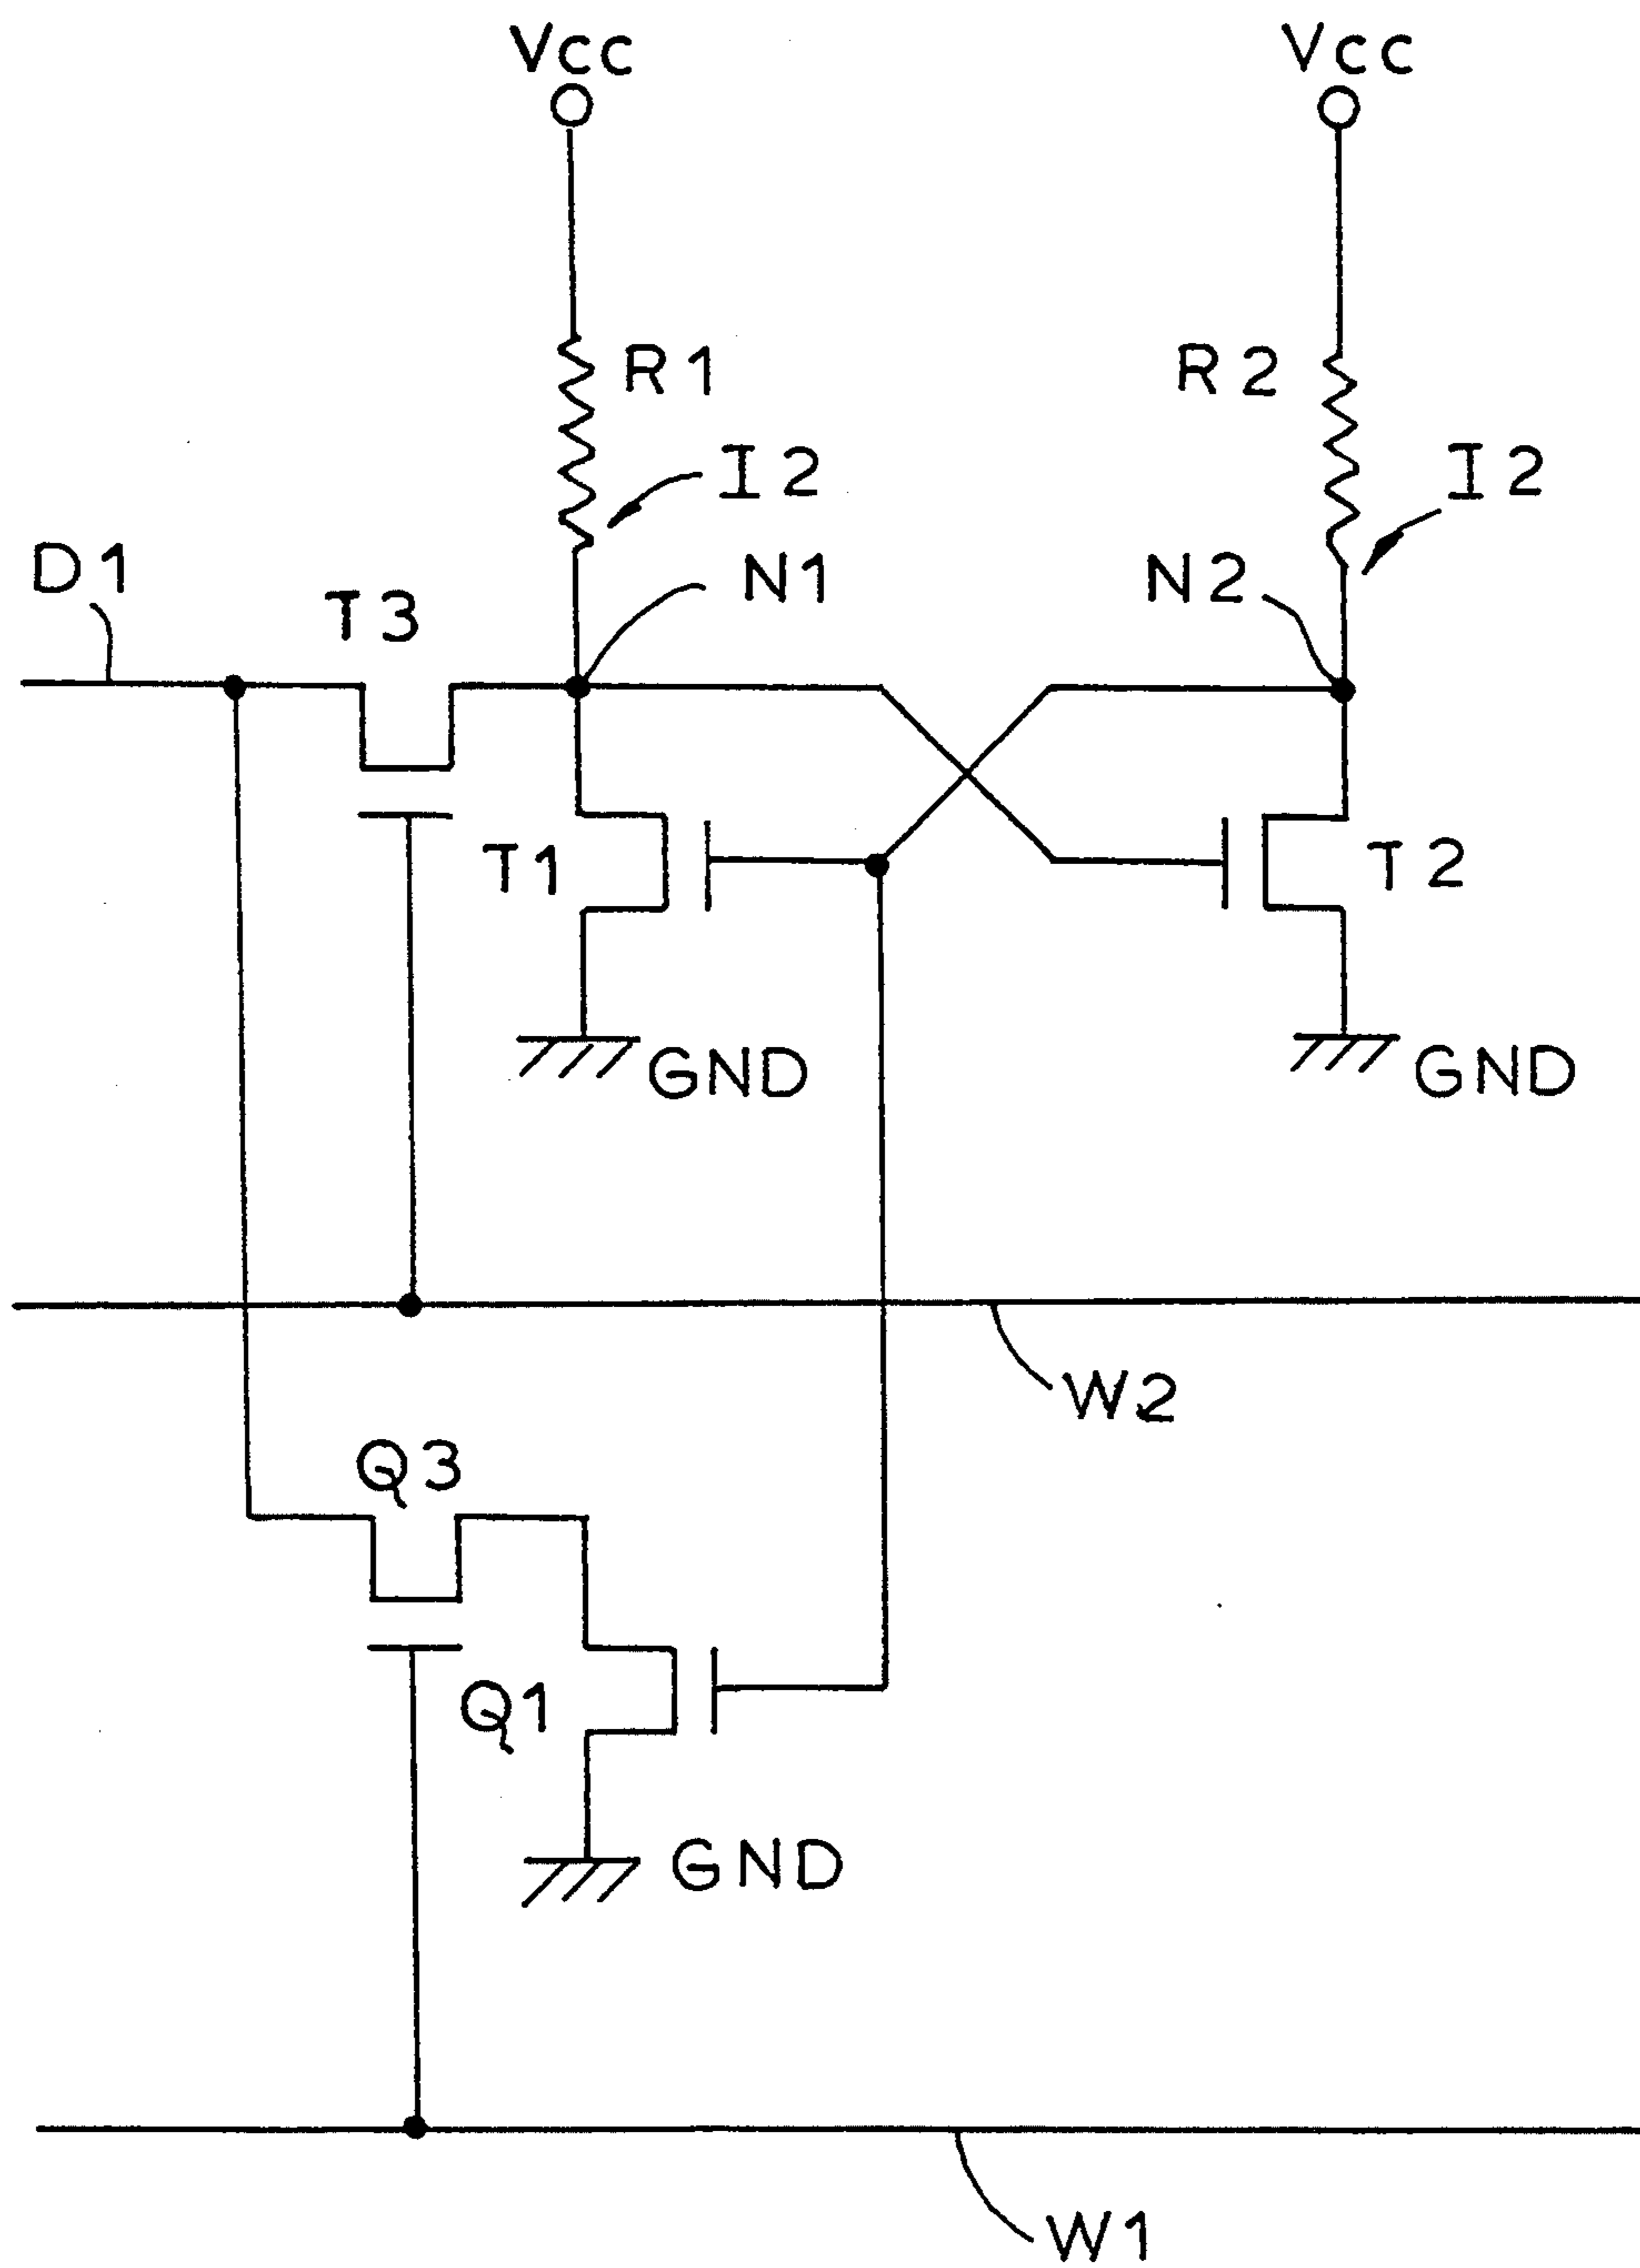 Vcc Vcc
R1 R2
I2 I2
D1 T3 N1 N2
T1 T2
GND GND
W2
Q3
Q1
GND
W1